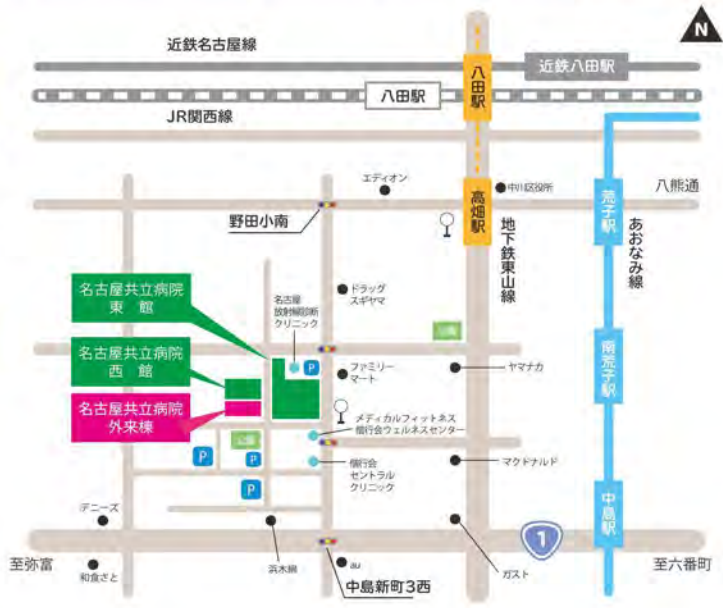 N
近鉄名古屋線
近鉄八田駅
八田駅
八田駅
JR関西線
エディオン
中川区役所
八熊通
野田小南
高畑駅
地下鉄東山線
荒子駅
あおなみ線
名古屋共立病院
東 館
名古屋
放射線診断
クリニック
ドラッグ
スギヤマ
公園
南荒子駅
名古屋共立病院
西 館
P
ファミリー
マート
ヤマナカ
名古屋共立病院
外来棟
メディカルフィットネス
偕行会ウェルネスセンター
公園
P
P
偕行会
セントラル
クリニック
マクドナルド
P
中島駅
デニーズ
1
至弥富
和食さと
浜木綿
au
中島新町3西
ガスト
至六番町